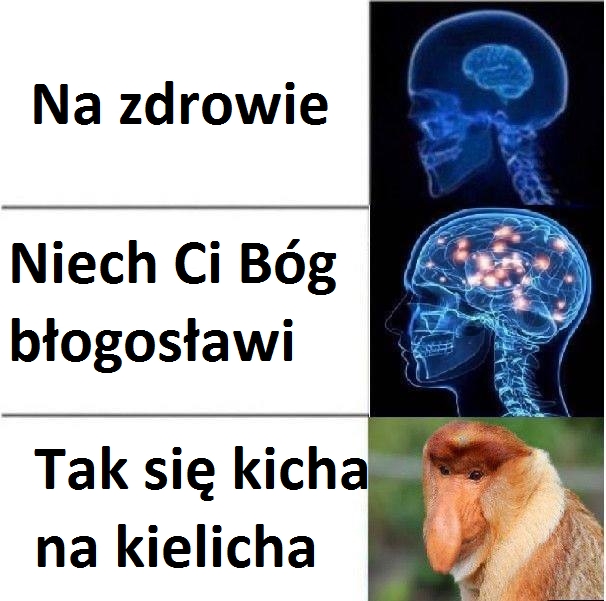 Na zdrowie
Niech Ci Bóg
błogosławi
Tak się kicha
na kielicha